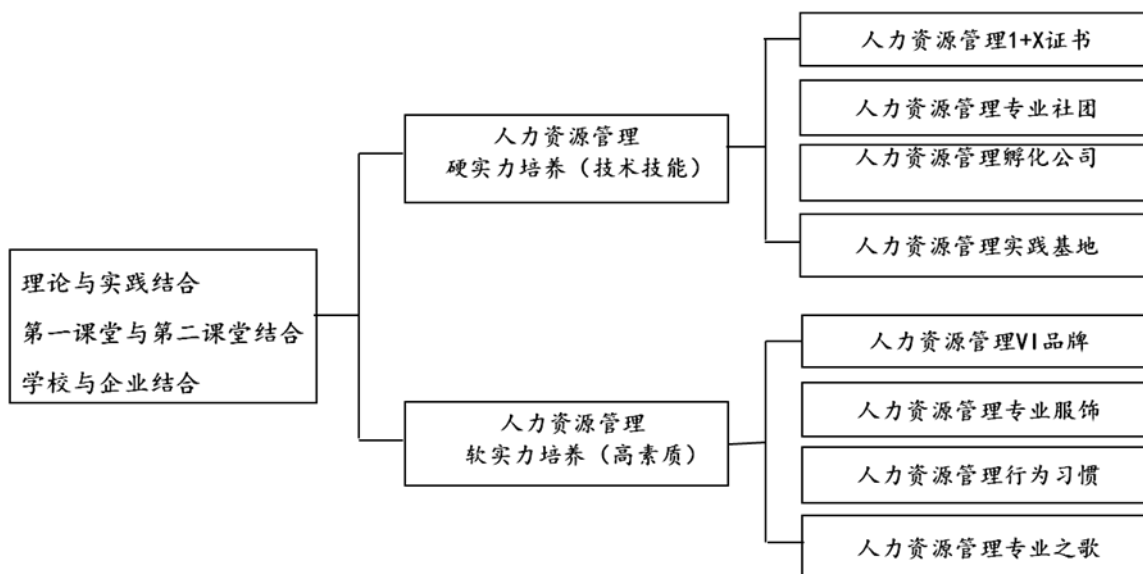 理论与实践结合
第一课堂与第二课堂结合
学校与企业结合
人力资源管理
硬实力培养（技术技能）
人力资源管理1+X证书
人力资源管理专业社团
人力资源管理孵化公司
人力资源管理实践基地
人力资源管理
软实力培养（高素质）
人力资源管理VI品牌
人力资源管理专业服饰
人力资源管理行为习惯
人力资源管理专业之歌